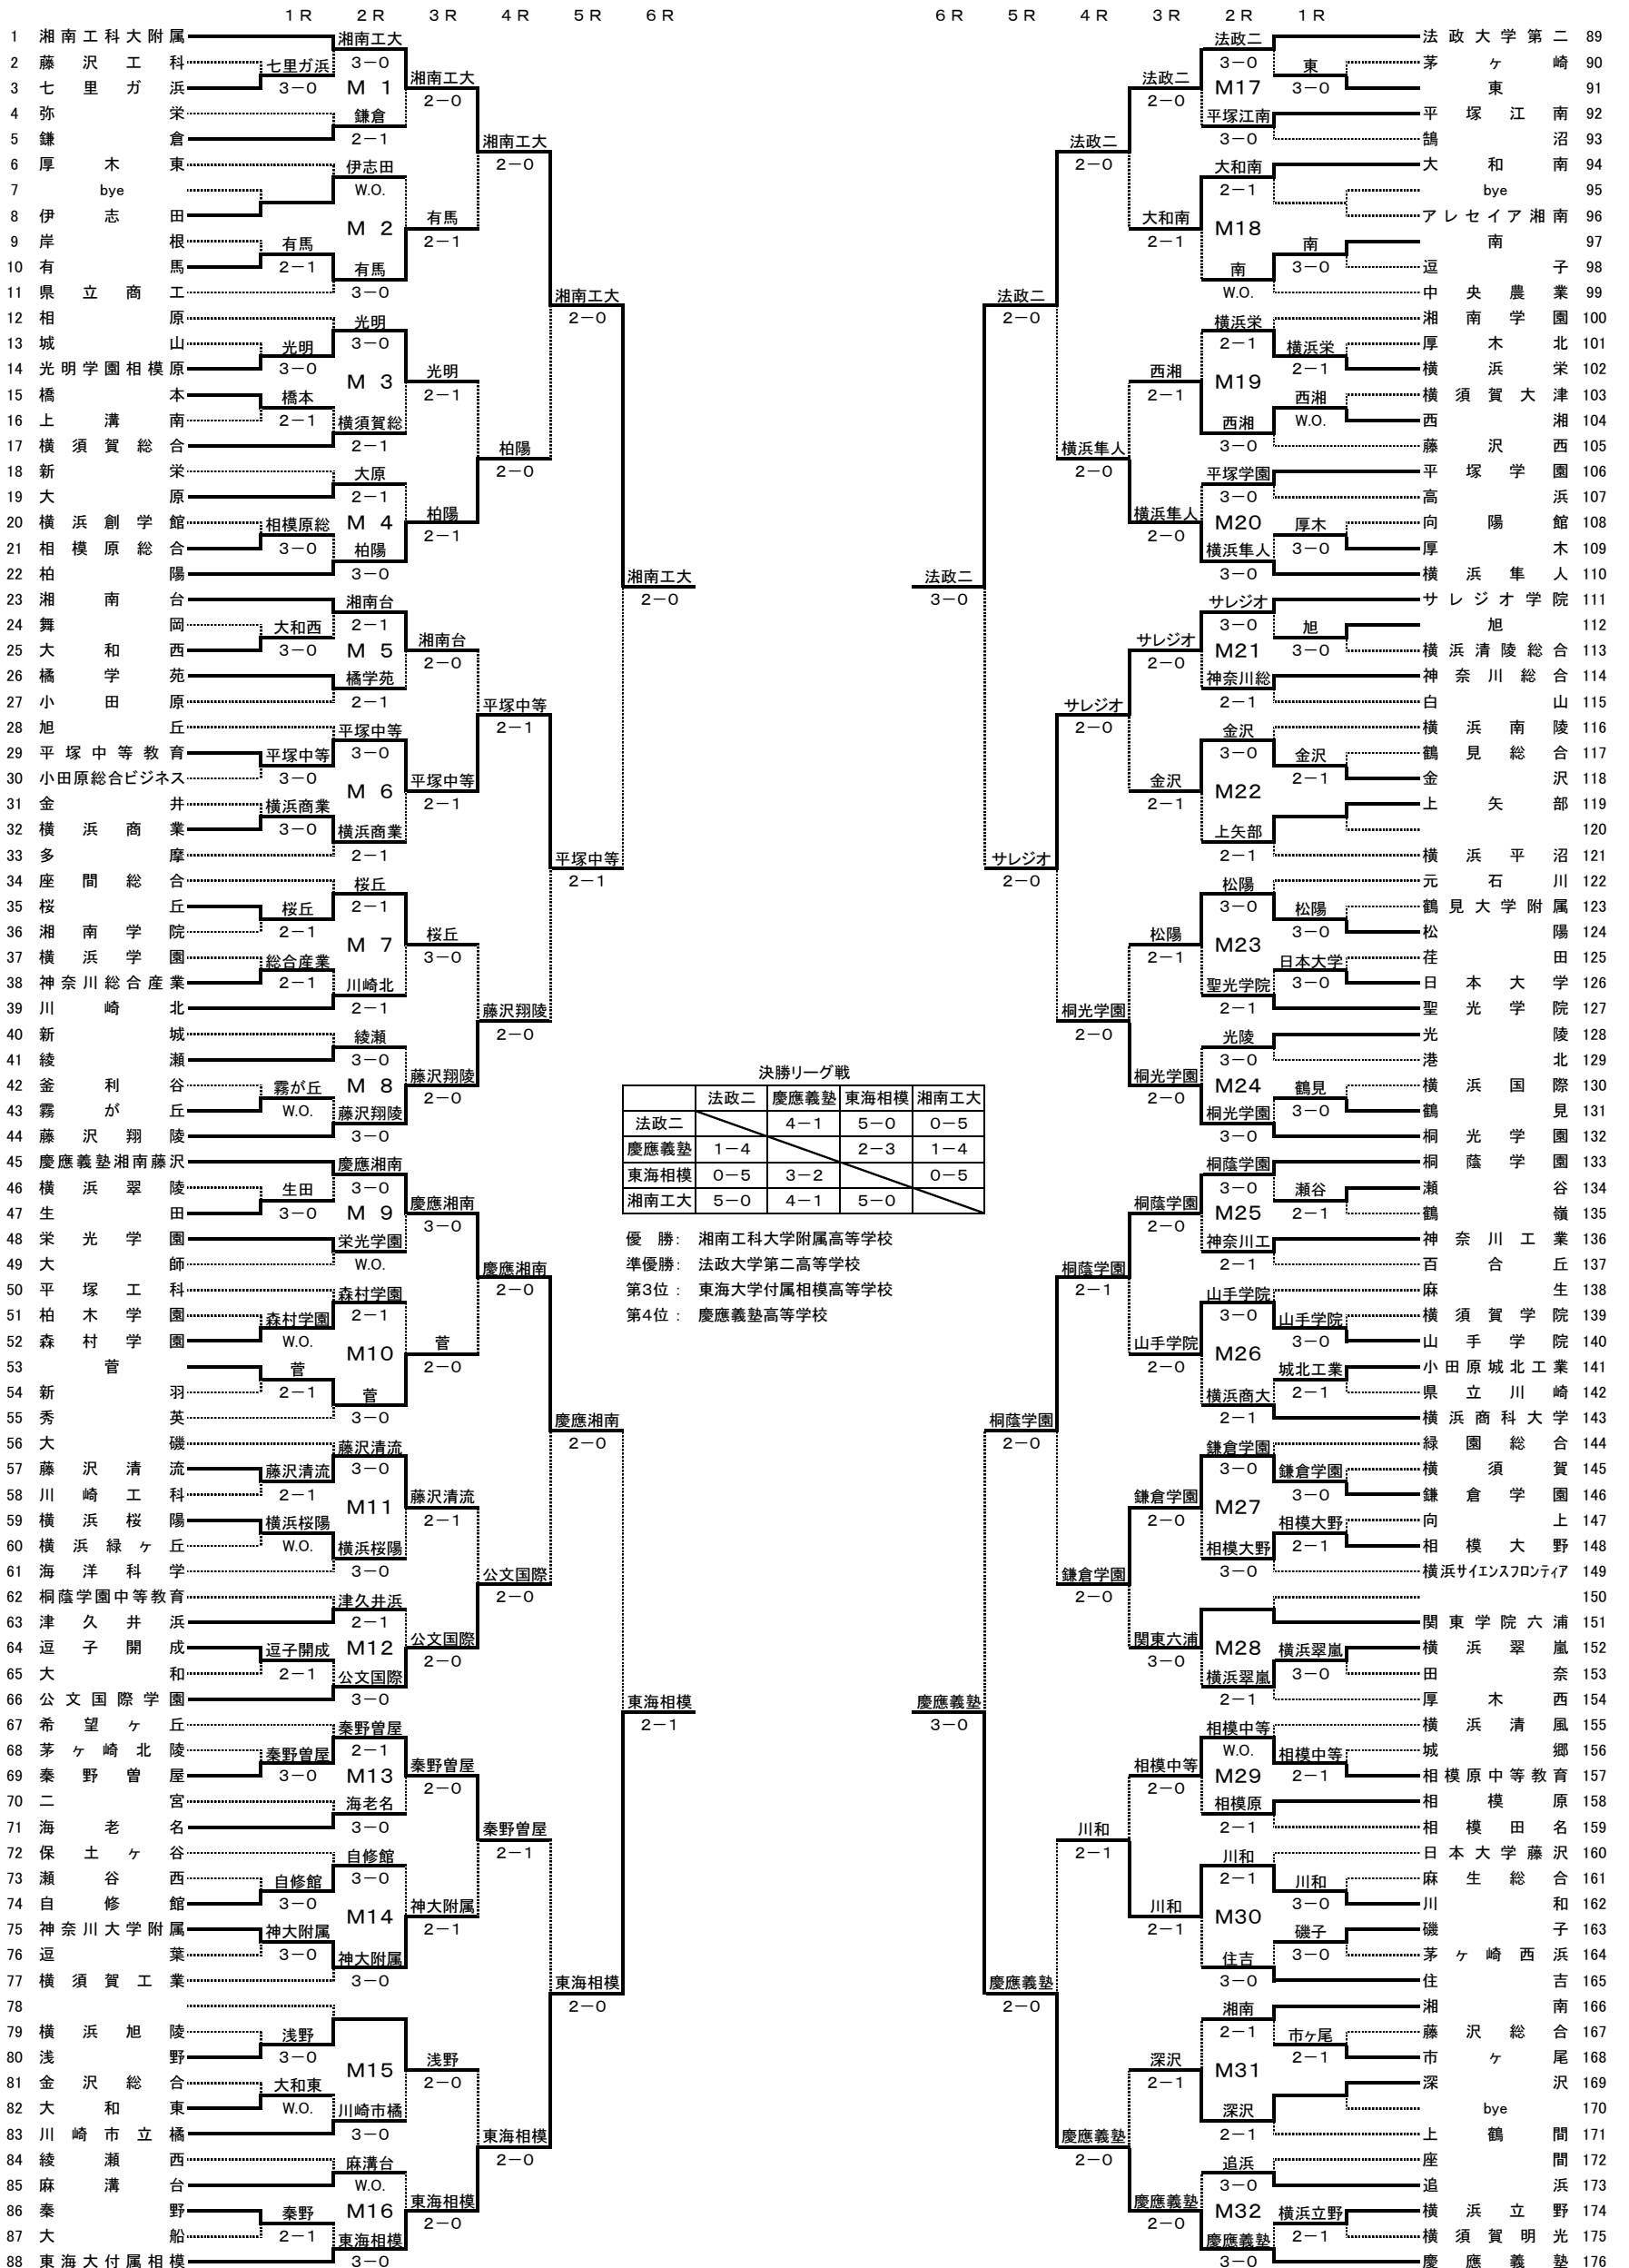 1R 2R 3R 4R 5R 6R 6R 5R 4R 3R 2R 1R
1 湘南工科大附属
2 藤沢工科
3 七里ガ浜
4 弥栄
5 鎌倉
6 厚木東
7 bye
8 伊志田
9 岸根
10 有馬
11 県立商工
12 相原
13 城山
14 光明学園相模原
15 橋本
16 上溝南
17 横須賀総合
18 新栄
19 大原
20 横浜創学館
21 相模原総合
22 柏陽
23 湘南台
24 舞岡
25 大和西
26 橘学苑
27 小田原
28 旭丘
29 平塚中等教育
30 小田原総合ビジネス
31 金井
32 横浜商業
33 多摩
34 座間総合
35 桜丘
36 湘南学院
37 横浜学園
38 神奈川総合産業
39 川崎北
40 新城
41 綾瀬
42 釜利谷
43 霧が丘
44 藤沢翔陵
45 慶應義塾湘南藤沢
46 横浜翠陵
47 生田
48 栄光学園
49 大師
50 平塚工科
51 柏木学園
52 森村学園
53 菅
54 新羽
55 秀英
56 大磯
57 藤沢清流
58 川崎工科
59 横浜桜陽
60 横浜緑ヶ丘
61 海洋科学
62 桐蔭学園中等教育
63 津久井浜
64 逗子開成
65 大和
66 公文国際学園
67 希望ヶ丘
68 茅ヶ崎北陵
69 秦野曽屋
70 二宮
71 海老名
72 保土ヶ谷
73 瀬谷西
74 自修館
75 神奈川大学附属
76 逗葉
77 横須賀工業
78
79 横浜旭陵
80 浅野
81 金沢総合
82 大和東
83 川崎市立橘
84 綾瀬西
85 麻溝台
86 秦野
87 大船
88 東海大付属相模
七里ガ浜 3-0
有馬 2-1
光明 3-0
橋本 2-1
相模原総 3-0
大和西 3-0
平塚中等 3-0
横浜商業 3-0
桜丘 2-1
総合産業 2-1
霧が丘 W.O.
生田 3-0
森村学園 W.O.
菅 2-1
藤沢清流 2-1
横浜桜陽 W.O.
逗子開成 2-1
秦野曽屋 3-0
自修館 3-0
神大附属 3-0
浅野 3-0
大和東 W.O.
秦野 2-1
湘南工大 3-0
M 1
鎌倉 2-1
伊志田 W.O.
M 2
有馬 3-0
光明 3-0
M 3
横須賀総 2-1
大原 2-1
M 4
柏陽 3-0
湘南台 2-1
M 5
橘学苑 2-1
平塚中等 3-0
M 6
横浜商業 2-1
桜丘 2-1
M 7
川崎北 2-1
綾瀬 3-0
M 8
藤沢翔陵 3-0
慶應湘南 3-0
M 9
栄光学園 W.O.
森村学園 2-1
M10
菅 3-0
藤沢清流 3-0
M11
横浜桜陽 3-0
津久井浜 2-1
M12
公文国際 3-0
秦野曽屋 2-1
M13
海老名 3-0
自修館 3-0
M14
神大附属 3-0
M15
川崎市橘 3-0
麻溝台 W.O.
M16
東海相模 3-0
湘南工大 2-0
有馬 2-1
光明 2-1
柏陽 2-1
湘南台 2-0
平塚中等 2-1
桜丘 3-0
藤沢翔陵 2-0
慶應湘南 3-0
菅 2-0
藤沢清流 2-1
公文国際 2-0
秦野曽屋 2-0
神大附属 2-1
浅野 2-0
東海相模 2-0
湘南工大 2-0
柏陽 2-0
平塚中等 2-1
藤沢翔陵 2-0
慶應湘南 2-0
公文国際 2-0
秦野曽屋 2-1
東海相模 2-0
湘南工大 2-0
平塚中等 2-1
慶應湘南 2-0
東海相模 2-0
湘南工大 2-0
東海相模 2-1
決勝リーグ戦
法政二 慶應義塾 東海相模 湘南工大
法政二 4-1 5-0 0-5
慶應義塾 1-4 2-3 1-4
東海相模 0-5 3-2 0-5
湘南工大 5-0 4-1 5-0
優 勝: 湘南工科大学附属高等学校
準優勝: 法政大学第二高等学校
第3位: 東海大学付属相模高等学校
第4位: 慶應義塾高等学校
法政二 3-0
慶應義塾 3-0
法政二 2-0
サレジオ 2-0
桐蔭学園 2-0
慶應義塾 2-0
法政二 2-0
横浜隼人 2-0
サレジオ 2-0
桐光学園 2-0
桐蔭学園 2-1
鎌倉学園 2-0
川和 2-1
慶應義塾 2-0
法政二 2-0
大和南 2-1
西湘 2-1
横浜隼人 2-0
サレジオ 2-0
金沢 2-1
松陽 2-1
桐光学園 2-0
桐蔭学園 2-0
山手学院 2-0
鎌倉学園 2-0
関東六浦 3-0
相模中等 2-0
川和 2-1
深沢 2-1
慶應義塾 2-0
法政二 3-0
M17
平塚江南 3-0
大和南 2-1
M18
南 W.O.
横浜栄 2-1
M19
西湘 3-0
平塚学園 3-0
M20
横浜隼人 3-0
サレジオ 3-0
M21
神奈川総 2-1
金沢 3-0
M22
上矢部 2-1
松陽 3-0
M23
聖光学院 2-1
光陵 3-0
M24
桐光学園 3-0
桐蔭学園 3-0
M25
神奈川工 2-1
山手学院 3-0
M26
横浜商大 2-1
鎌倉学園 3-0
M27
相模大野 3-0
M28
横浜翠嵐 2-1
相模中等 W.O.
M29
相模原 2-1
川和 2-1
M30
住吉 3-0
湘南 2-1
M31
深沢 2-1
追浜 3-0
M32
慶應義塾 3-0
東 3-0
南 3-0
横浜栄 2-1
西湘 W.O.
厚木 3-0
旭 3-0
金沢 2-1
松陽 3-0
日本大学 3-0
鶴見 3-0
瀬谷 2-1
山手学院 3-0
城北工業 2-1
鎌倉学園 3-0
相模大野 2-1
横浜翠嵐 3-0
相模中等 2-1
川和 3-0
磯子 3-0
市ヶ尾 2-1
横浜立野 2-1
法政大学第二 89
茅ヶ崎 90
東 91
平塚江南 92
鵠沼 93
大和南 94
bye 95
アレセイア湘南 96
南 97
逗子 98
中央農業 99
湘南学園 100
厚木北 101
横浜栄 102
横須賀大津 103
西湘 104
藤沢西 105
平塚学園 106
高浜 107
向陽館 108
厚木 109
横浜隼人 110
サレジオ学院 111
旭 112
横浜清陵総合 113
神奈川総合 114
白山 115
横浜南陵 116
鶴見総合 117
金沢 118
上矢部 119
120
横浜平沼 121
元石川 122
鶴見大学附属 123
松陽 124
荏田 125
日本大学 126
聖光学院 127
光陵 128
港北 129
横浜国際 130
鶴見 131
桐光学園 132
桐蔭学園 133
瀬谷 134
鶴嶺 135
神奈川工業 136
百合丘 137
麻生 138
横須賀学院 139
山手学院 140
小田原城北工業 141
県立川崎 142
横浜商科大学 143
緑園総合 144
横須賀 145
鎌倉学園 146
向上 147
相模大野 148
横浜サイエンスフロンティア 149
150
関東学院六浦 151
横浜翠嵐 152
田奈 153
厚木西 154
横浜清風 155
城郷 156
相模原中等教育 157
相模原 158
相模田名 159
日本大学藤沢 160
麻生総合 161
川和 162
磯子 163
茅ヶ崎西浜 164
住吉 165
湘南 166
藤沢総合 167
市ヶ尾 168
深沢 169
bye 170
上鶴間 171
座間 172
追浜 173
横浜立野 174
横須賀明光 175
慶應義塾 176